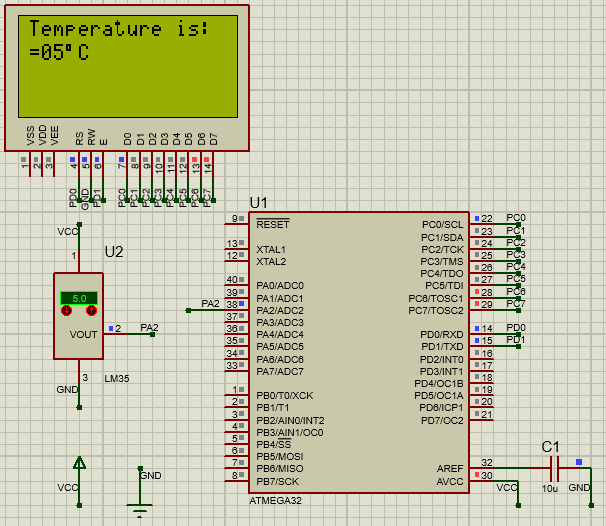 Temperature is:
=05°C
VSS VDD VEE RS RW E D0 D1 D2 D3 D4 D5 D6 D7
1 2 3 4 5 6 7 8 9 10 11 12 13 14
PD0 GND PD1 PC0 PC1 PC2 PC3 PC4 PC5 PC6 PC7
U1
9 RESET PC0/SCL 22 PC0
PC1/SDA 23 PC1
13 XTAL1 PC2/TCK 24 PC2
12 XTAL2 PC3/TMS 25 PC3
PC4/TDO 26 PC4
40 PA0/ADC0 PC5/TDI 27 PC5
39 PA1/ADC1 PC6/TOSC1 28 PC6
PA2 38 PA2/ADC2 PC7/TOSC2 29 PC7
37 PA3/ADC3
36 PA4/ADC4 PD0/RXD 14 PD0
35 PA5/ADC5 PD1/TXD 15 PD1
34 PA6/ADC6 PD2/INT0 16
33 PA7/ADC7 PD3/INT1 17
PD4/OC1B 18
1 PB0/T0/XCK PD5/OC1A 19
2 PB1/T1 PD6/ICP1 20
3 PB2/AIN0/INT2 PD7/OC2 21
4 PB3/AIN1/OC0
5 PB4/SS
6 PB5/MOSI
7 PB6/MISO AREF 32
8 PB7/SCK AVCC 30
ATMEGA32
VCC
U2
1
5.0
VOUT 2 PA2
3
LM35
GND
VCC
GND
C1
10u
VCC
GND